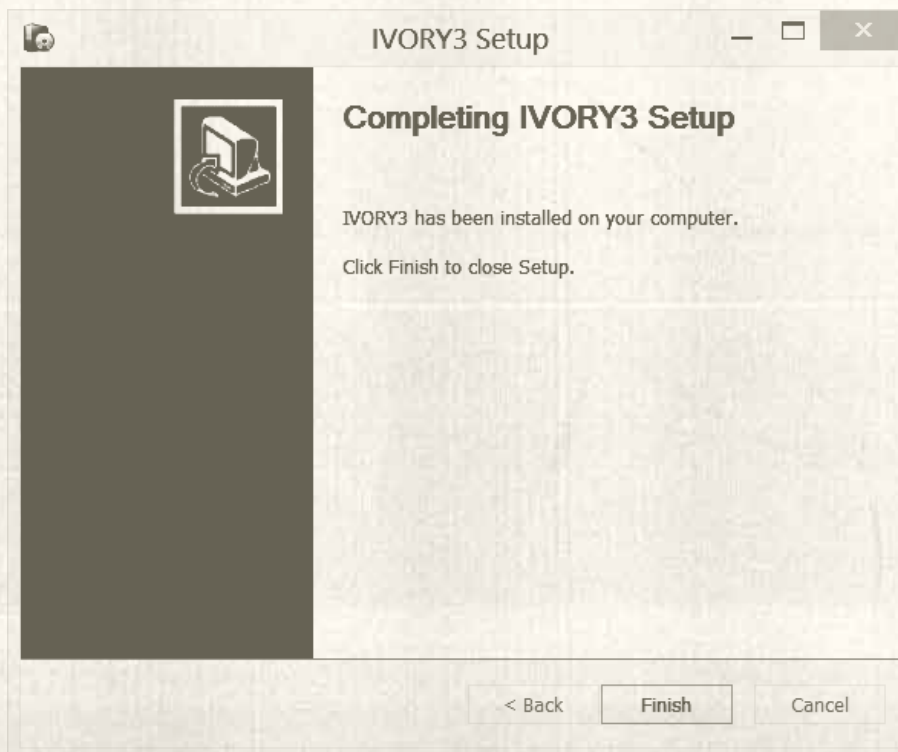 IVORY3 Setup
Completing IVORY3 Setup
IVORY3 has been installed on your computer.
Click Finish to close Setup.
< Back Finish Cancel